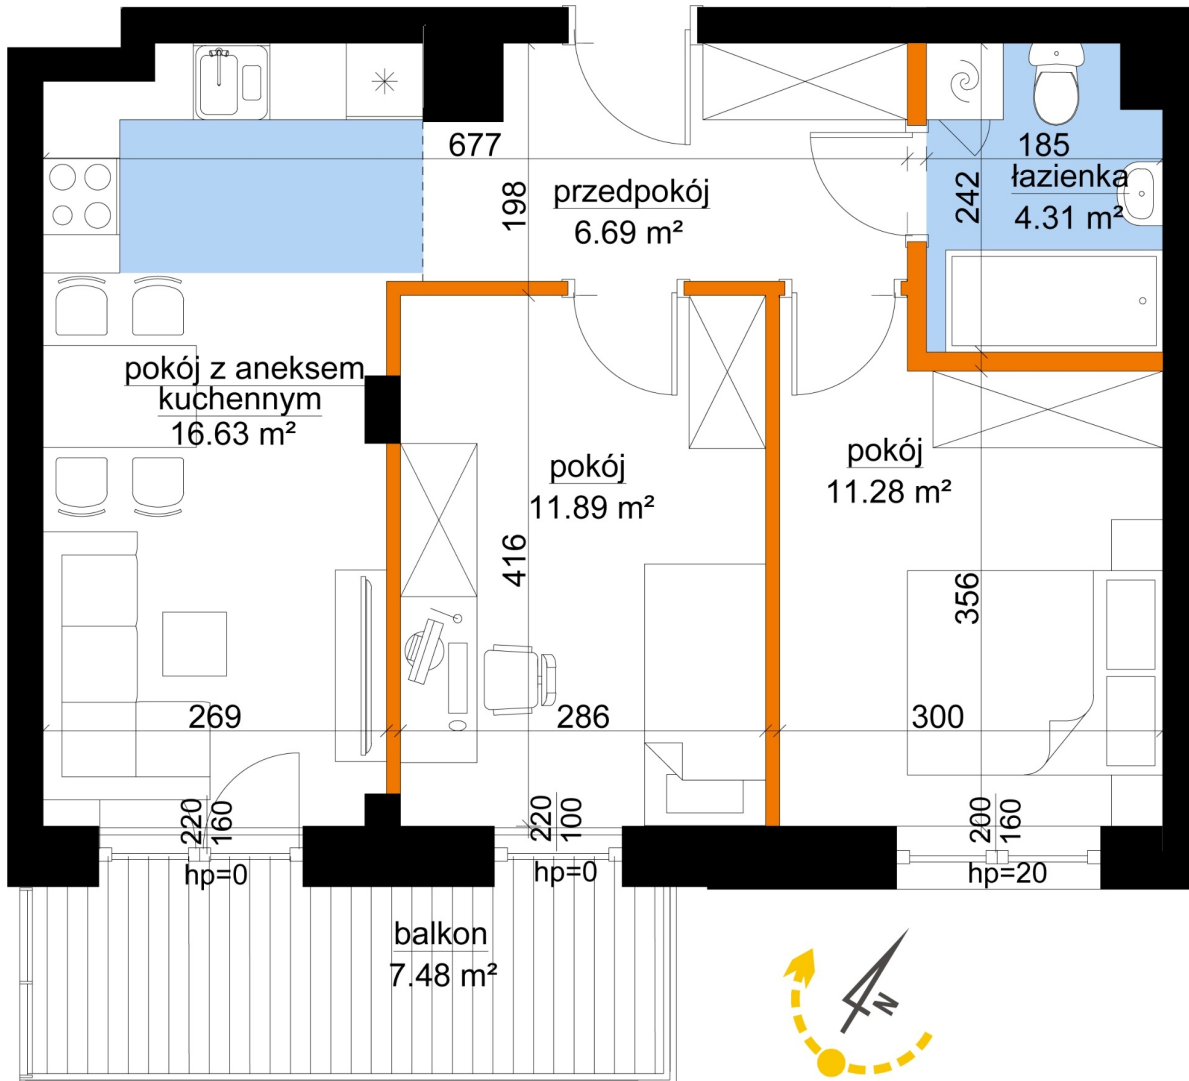 677
185
198
242
przedpokój
6.69 m²
łazienka
4.31 m²
pokój z aneksem
kuchennym
16.63 m²
pokój
11.89 m²
pokój
11.28 m²
416
356
269
286
300
220
160
hp=0
220
100
hp=0
200
160
hp=20
balkon
7.48 m²
N